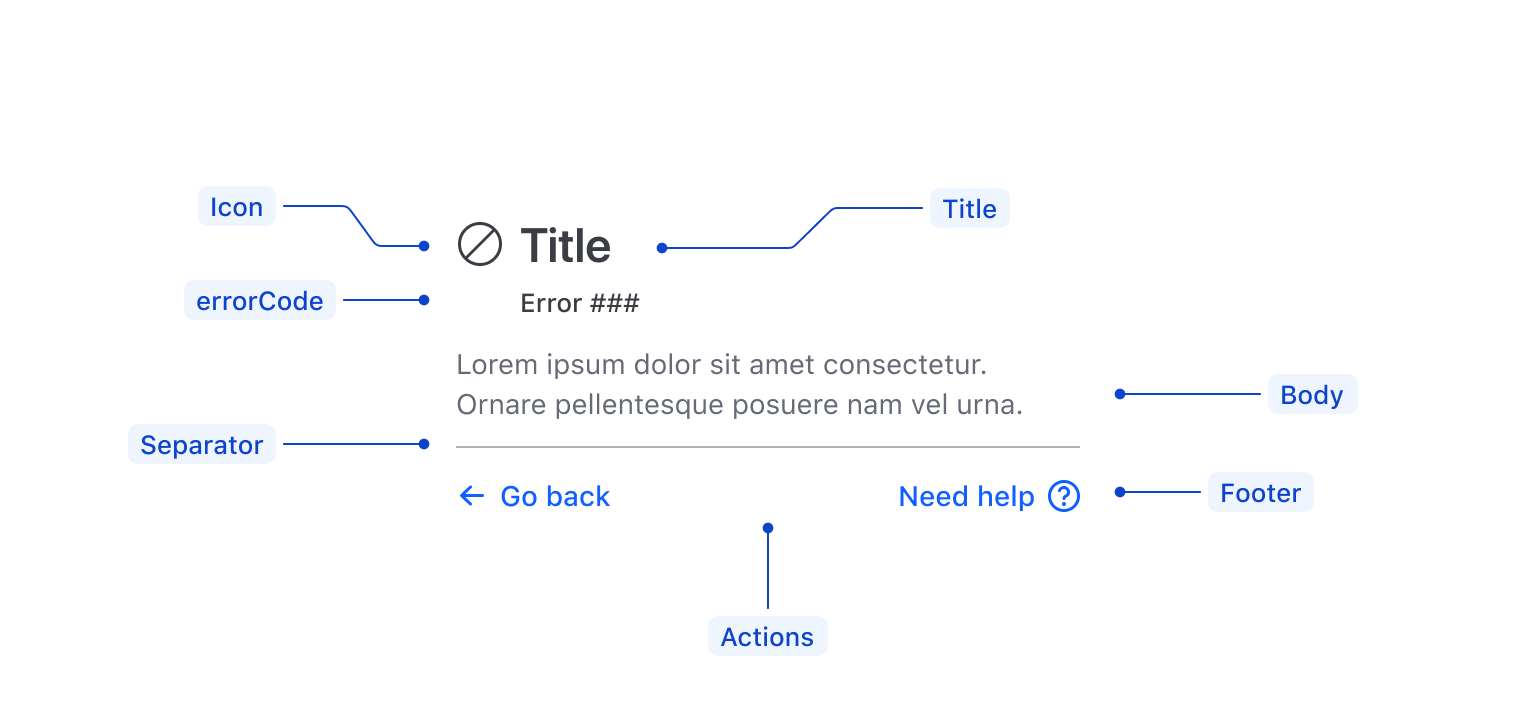 Icon
Title
Title
errorCode
Error ###
Lorem ipsum dolor sit amet consectetur.
Ornare pellentesque posuere nam vel urna.
Body
Separator
Go back
Need help ?
Footer
Actions